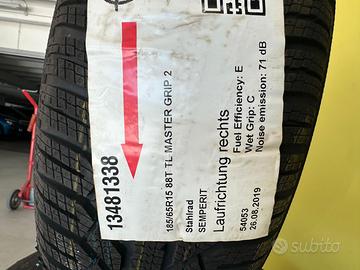 13481338
185/65R15 88T TL MASTER GRIP 2
Stahlrad
SEMPERIT
Laufrichtung rechts
Fuel Efficiency: E
Wet Grip: C
Noise emission: 71 dB
54053
26.08.2019
subito